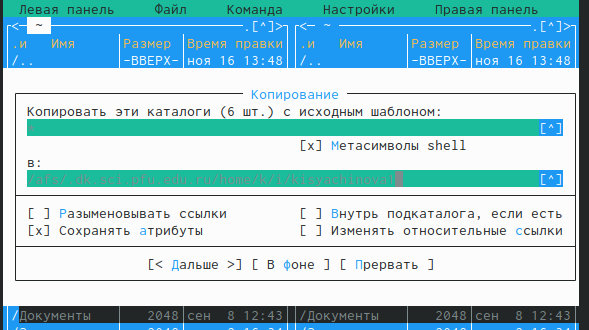 Левая панель Файл Команда Настройки Правая панель
<─ ~ .[^]> <─ ~ .[^]>
.и Имя Размер Время правки .и Имя Размер Время правки
/.. -ВВЕРХ- ноя 16 13:48 /.. -ВВЕРХ- ноя 16 13:48
Копирование
Копировать эти каталоги (6 шт.) с исходным шаблоном:
[^]
[x] Метасимволы shell
в:
[^]
[ ] Разыменовывать ссылки [ ] Внутрь подкаталога, если есть
[x] Сохранять атрибуты [ ] Изменять относительные ссылки
[< Дальше >] [ В фоне ] [ Прервать ]
/Документы 2048 сен 8 12:43 /Документы 2048 сен 8 12:43